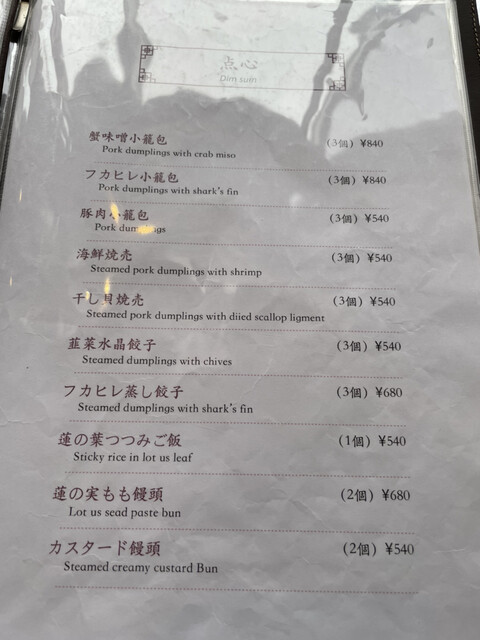 点心
Dim sum
蟹味噌小籠包 (3個) ¥840
Pork dumplings with crab miso
フカヒレ小籠包 (3個) ¥840
Pork dumplings with shark's fin
豚肉小籠包 (3個) ¥540
Pork dumplings
海鮮焼売 (3個) ¥540
Steamed pork dumplings with shrimp
干し貝焼売 (3個) ¥540
Steamed pork dumplings with diied scallop ligment
韮菜水晶餃子 (3個) ¥540
Steamed dumplings with chives
フカヒレ蒸し餃子 (3個) ¥680
Steamed dumplings with shark's fin
蓮の葉つつみご飯 (1個) ¥540
Sticky rice in lot us leaf
蓮の実もも饅頭 (2個) ¥680
Lot us sead paste bun
カスタード饅頭 (2個) ¥540
Steamed creamy custard Bun